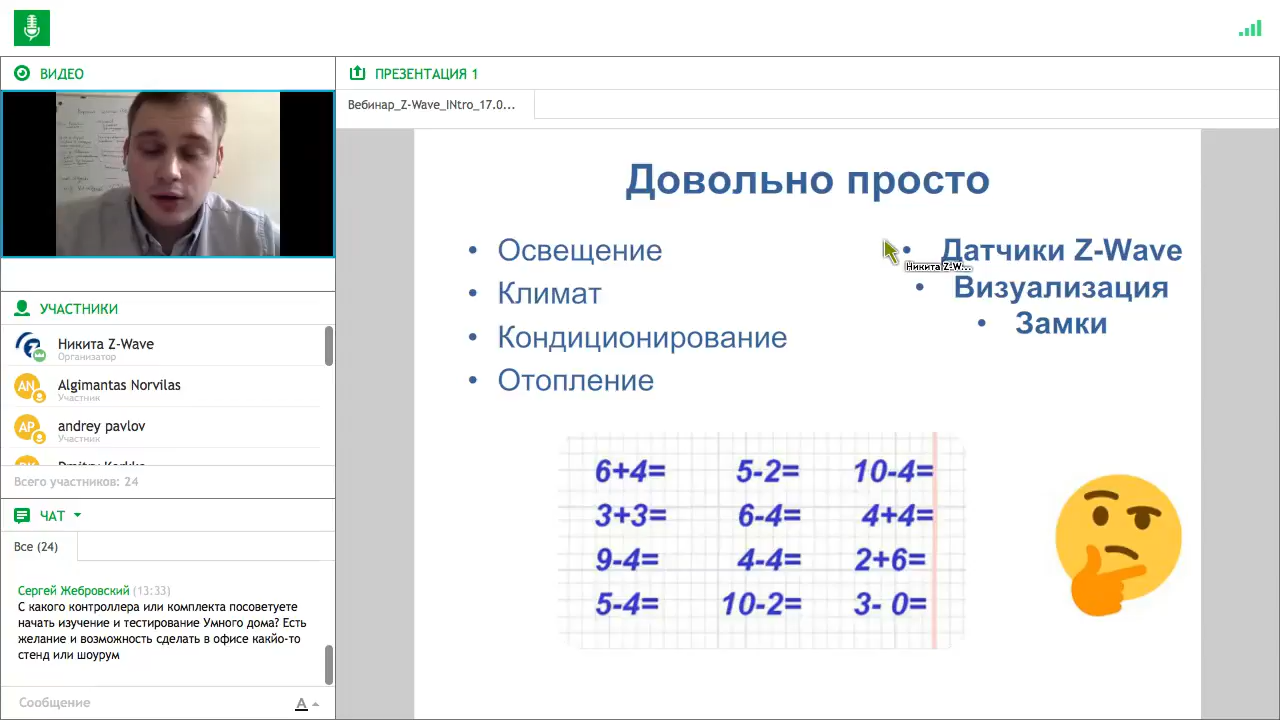 ВИДЕО
УЧАСТНИКИ
Никита Z-Wave
Организатор
AN
Algimantas Norvilas
Участник
AP
andrey pavlov
Участник
Всего участников: 24
ЧАТ
Все (24)
Сергей Жебровский (13:33)
С какого контроллера или комплекта посоветуете
начать изучение и тестирование Умного дома? Есть
желание и возможность сделать в офисе какйо-то
стенд или шоурум
Сообщение
A
ПРЕЗЕНТАЦИЯ 1
Вебинар_Z-Wave_INtro_17.0...
Довольно просто
• Освещение
• Климат
• Кондиционирование
• Отопление
• Датчики Z-Wave
Никита Z-W...
• Визуализация
• Замки
6+4= 5-2= 10-4=
3+3= 6-4= 4+4=
9-4= 4-4= 2+6=
5-4= 10-2= 3- 0=